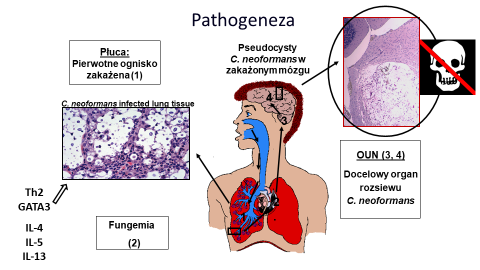 Pathogeneza
Płuca:
Pierwotne ognisko
zakażena (1)
Pseudocysty
C. neoformans w
zakażonym mózgu
C. neoformans infected lung tissue
4
3
Th2
GATA3
IL-4
IL-5
IL-13
Fungemia
(2)
OUN (3, 4)
Docelowy organ
rozsiewu
C. neoformans